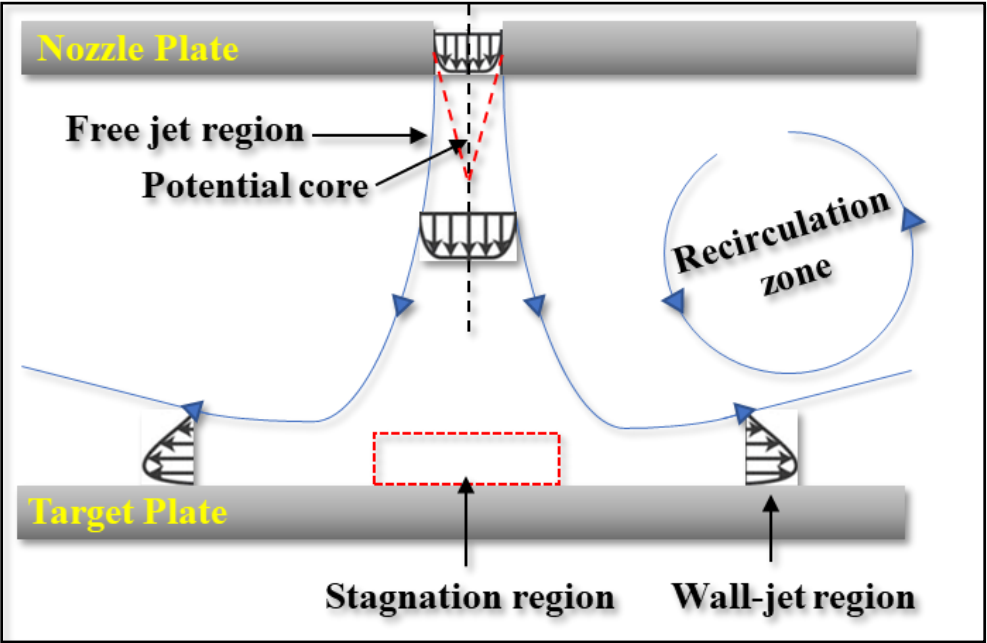 Nozzle Plate
Free jet region
Potential core
Recirculation
zone
Target Plate
Stagnation region
Wall-jet region